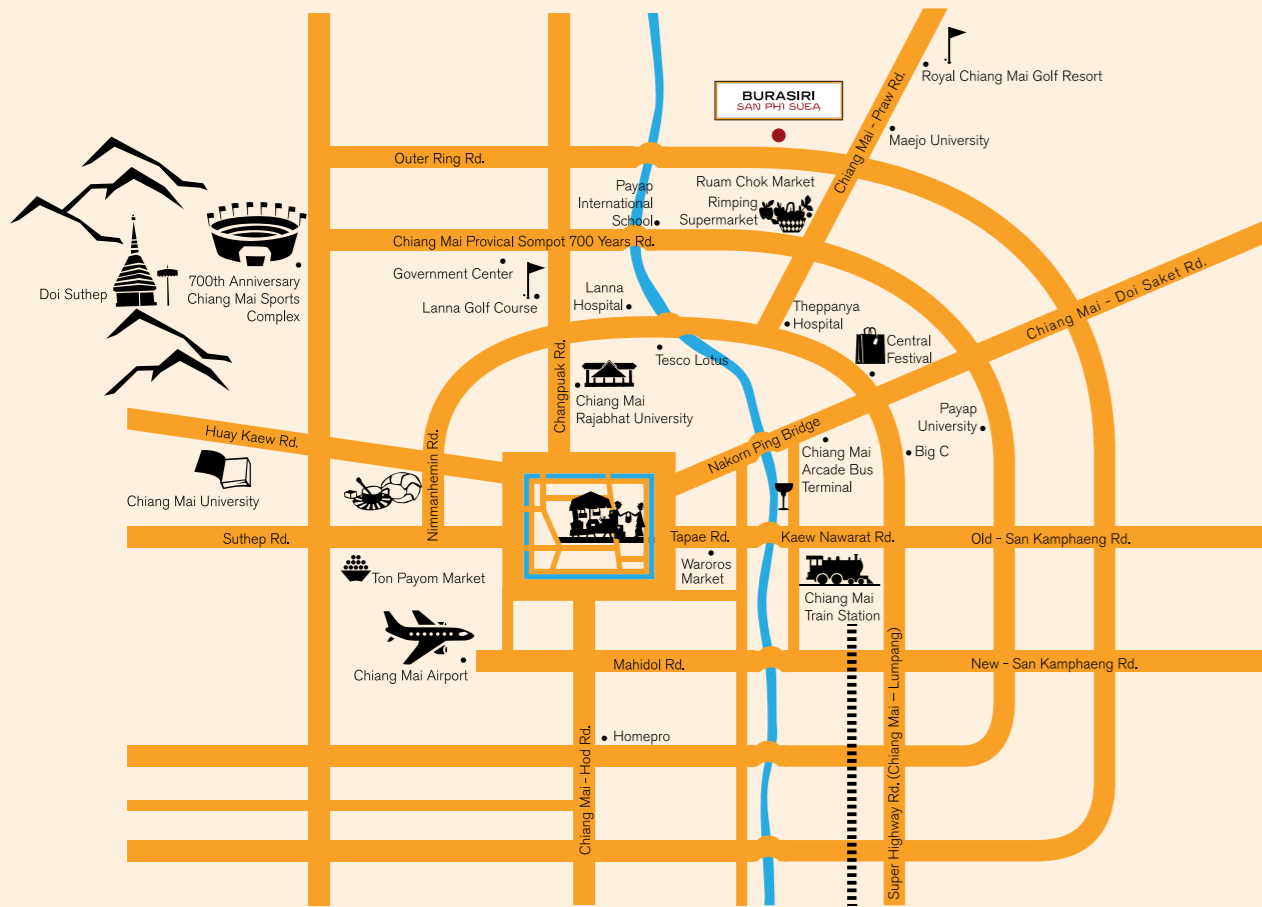 Royal Chiang Mai Golf Resort
BURASIRI
SAN PHI SUEA
Chiang Mai - Praw Rd.
Maejo University
Outer Ring Rd.
Payap
International
School
Ruam Chok Market
Rimping
Supermarket
Chiang Mai Provical Sompot 700 Years Rd.
Government Center
Lanna Golf Course
700th Anniversary
Chiang Mai Sports
Complex
Doi Suthep
Lanna
Hospital
Theppanya
Hospital
Chiang Mai - Doi Saket Rd.
Central
Festival
Tesco Lotus
Changpuak Rd.
Chiang Mai
Rajabhat University
Payap
University
Huay Kaew Rd.
Nimmanhemin Rd.
Nakorn Ping Bridge
Chiang Mai
Arcade Bus
Terminal
Big C
Chiang Mai University
Suthep Rd.
Tapae Rd.
Kaew Nawarat Rd.
Old - San Kamphaeng Rd.
Waroros
Market
Ton Payom Market
Chiang Mai
Train Station
Chiang Mai Airport
Mahidol Rd.
New - San Kamphaeng Rd.
Super Highway Rd. (Chiang Mai – Lumpang)
Homepro
Chiang Mai - Hod Rd.